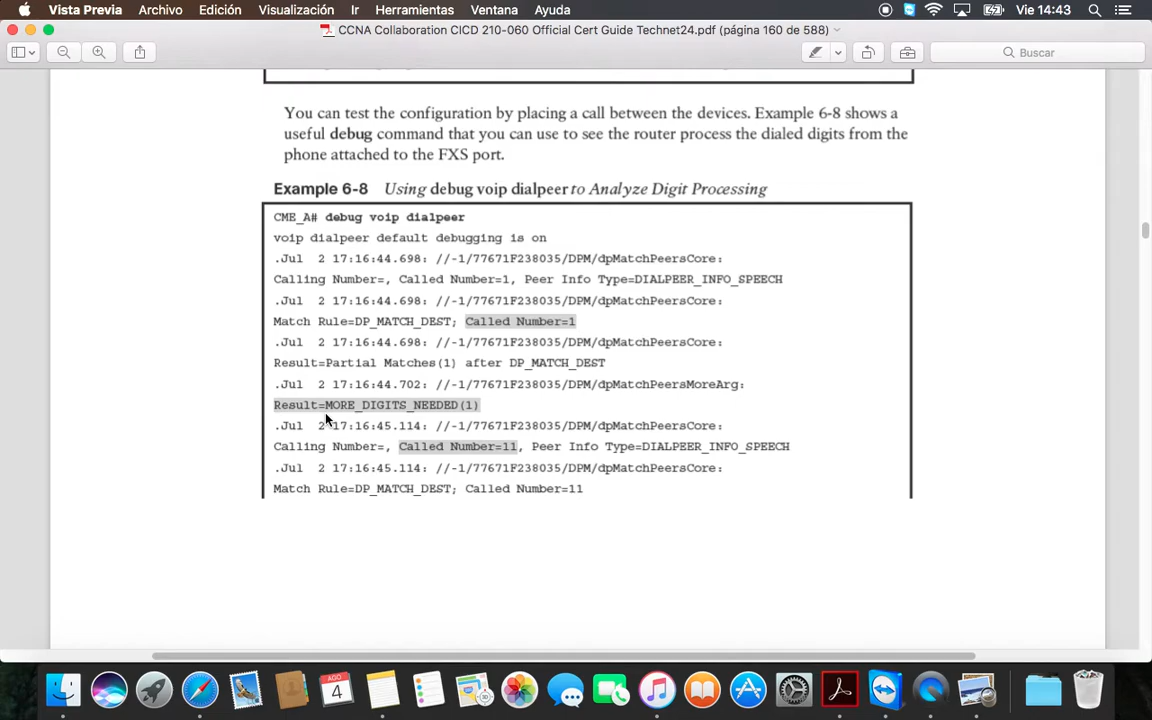 Vista Previa Archivo Edición Visualización Ir Herramientas Ventana Ayuda Vie 14:43
CCNA Collaboration CICD 210-060 Official Cert Guide Technet24.pdf (página 160 de 588)
Buscar
You can test the configuration by placing a call between the devices. Example 6-8 shows a
useful debug command that you can use to see the router process the dialed digits from the
phone attached to the FXS port.
Example 6-8 Using debug voip dialpeer to Analyze Digit Processing
CME_A# debug voip dialpeer
voip dialpeer default debugging is on
.Jul 2 17:16:44.698: //-1/77671F238035/DPM/dpMatchPeersCore:
Calling Number=, Called Number=1, Peer Info Type=DIALPEER_INFO_SPEECH
.Jul 2 17:16:44.698: //-1/77671F238035/DPM/dpMatchPeersCore:
Match Rule=DP_MATCH_DEST; Called Number=1
.Jul 2 17:16:44.698: //-1/77671F238035/DPM/dpMatchPeersCore:
Result=Partial Matches(1) after DP_MATCH_DEST
.Jul 2 17:16:44.702: //-1/77671F238035/DPM/dpMatchPeersMoreArg:
Result=MORE_DIGITS_NEEDED(1)
.Jul 2 17:16:45.114: //-1/77671F238035/DPM/dpMatchPeersCore:
Calling Number=, Called Number=11, Peer Info Type=DIALPEER_INFO_SPEECH
.Jul 2 17:16:45.114: //-1/77671F238035/DPM/dpMatchPeersCore:
Match Rule=DP_MATCH_DEST; Called Number=11
AGO
4